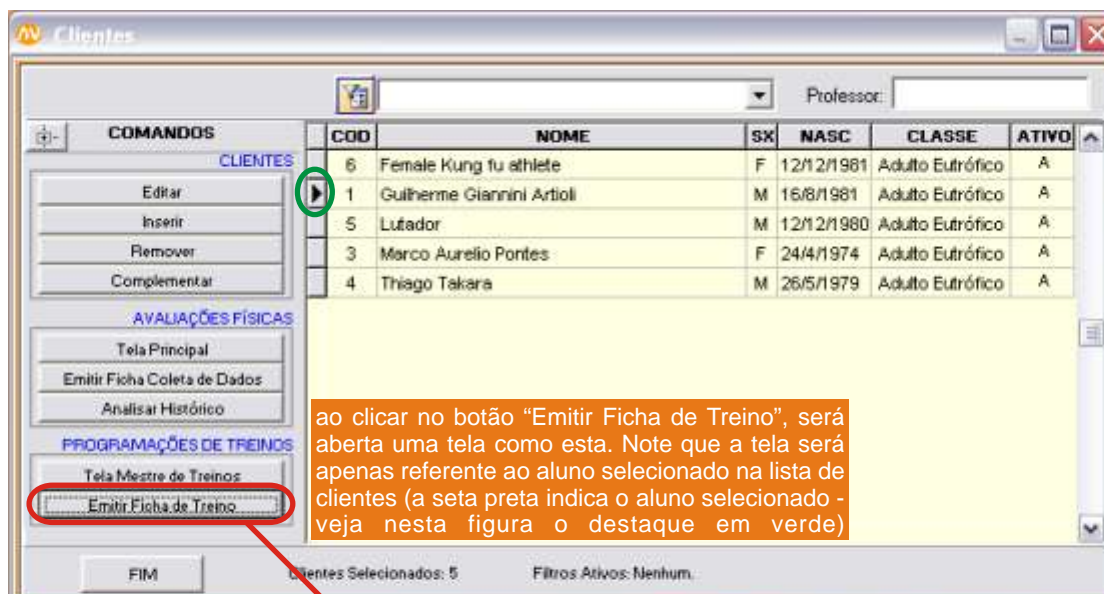 Clientes
Professor:
COMANDOS
CLIENTES
Editar
Inserir
Remover
Complementar
AVALIAÇÕES FÍSICAS
Tela Principal
Emitir Ficha Coleta de Dados
Analisar Histórico
PROGRAMAÇÕES DE TREINOS
Tela Mestre de Treinos
Emitir Ficha de Treino
COD NOME SX NASC CLASSE ATIVO
6 Female Kung fu athlete F 12/12/1981 Adulto Eutrófico A
1 Guilherme Giannini Artioli M 16/8/1981 Adulto Eutrófico A
5 Lutador M 12/12/1980 Adulto Eutrófico A
3 Marco Aurelio Pontes F 24/4/1974 Adulto Eutrófico A
4 Thiago Takara M 26/5/1979 Adulto Eutrófico A
ao clicar no botão “Emitir Ficha de Treino”, será
aberta uma tela como esta. Note que a tela será
apenas referente ao aluno selecionado na lista de
clientes (a seta preta indica o aluno selecionado -
veja nesta figura o destaque em verde)
FIM
Clientes Selecionados: 5 Filtros Ativos: Nenhum.